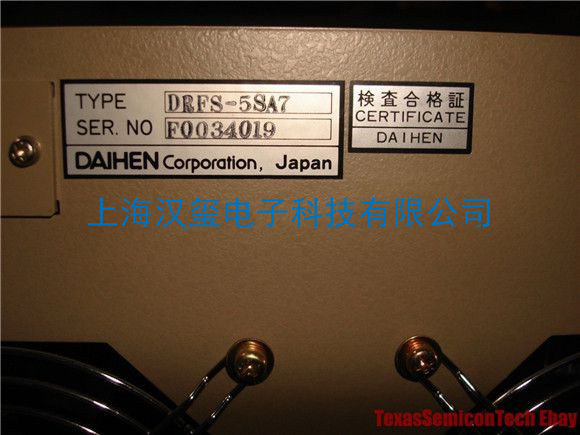 TYPE DRFS-5SA7
SER. NO F0034019
DAIHEN Corporation, Japan
検査合格証
CERTIFICATE
DAIHEN
上海汉玺电子科技有限公司
TexasSemiconTech Ebay